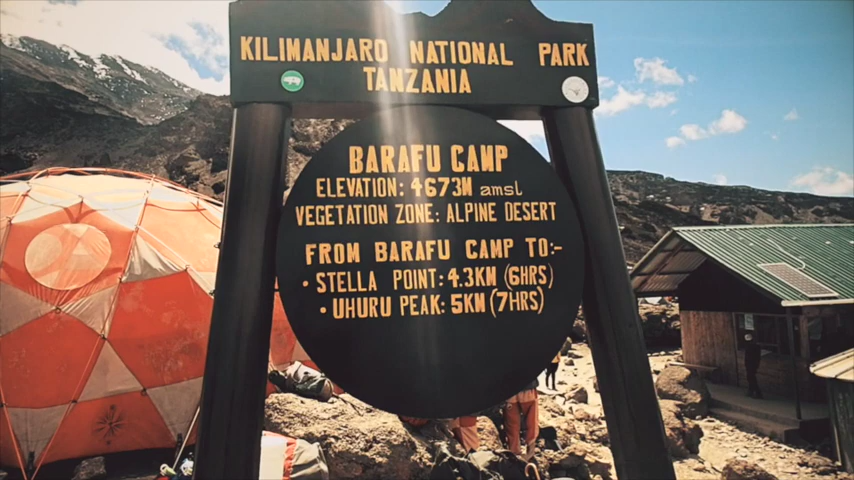 KILIMANJARO NATIONAL PARK
TANZANIA
BARAFU CAMP
ELEVATION: 4673M amsl
VEGETATION ZONE: ALPINE DESERT
FROM BARAFU CAMP TO:-
• STELLA POINT: 4.3KM (6HRS)
• UHURU PEAK: 5KM (7HRS)